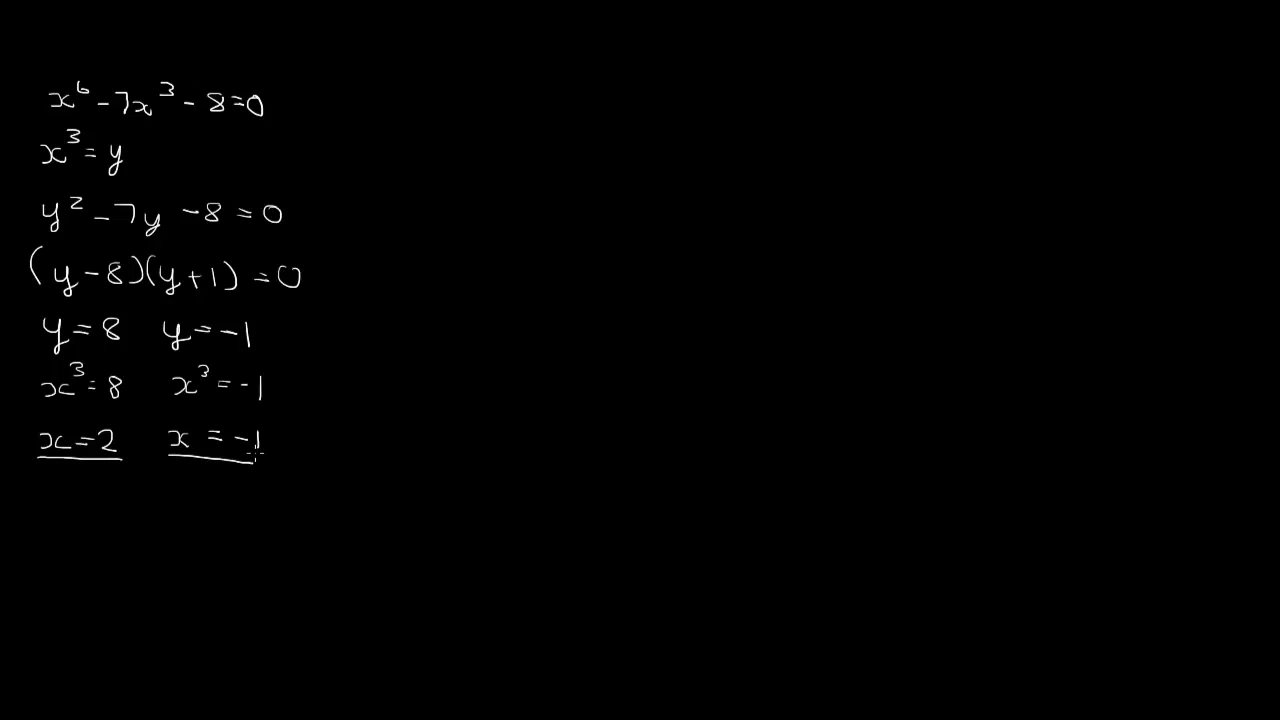 x⁶ - 7x³ - 8 = 0
x³ = y
y² - 7y - 8 = 0
(y - 8)(y + 1) = 0
y = 8 y = -1
x³ = 8 x³ = -1
x = 2 x = -1